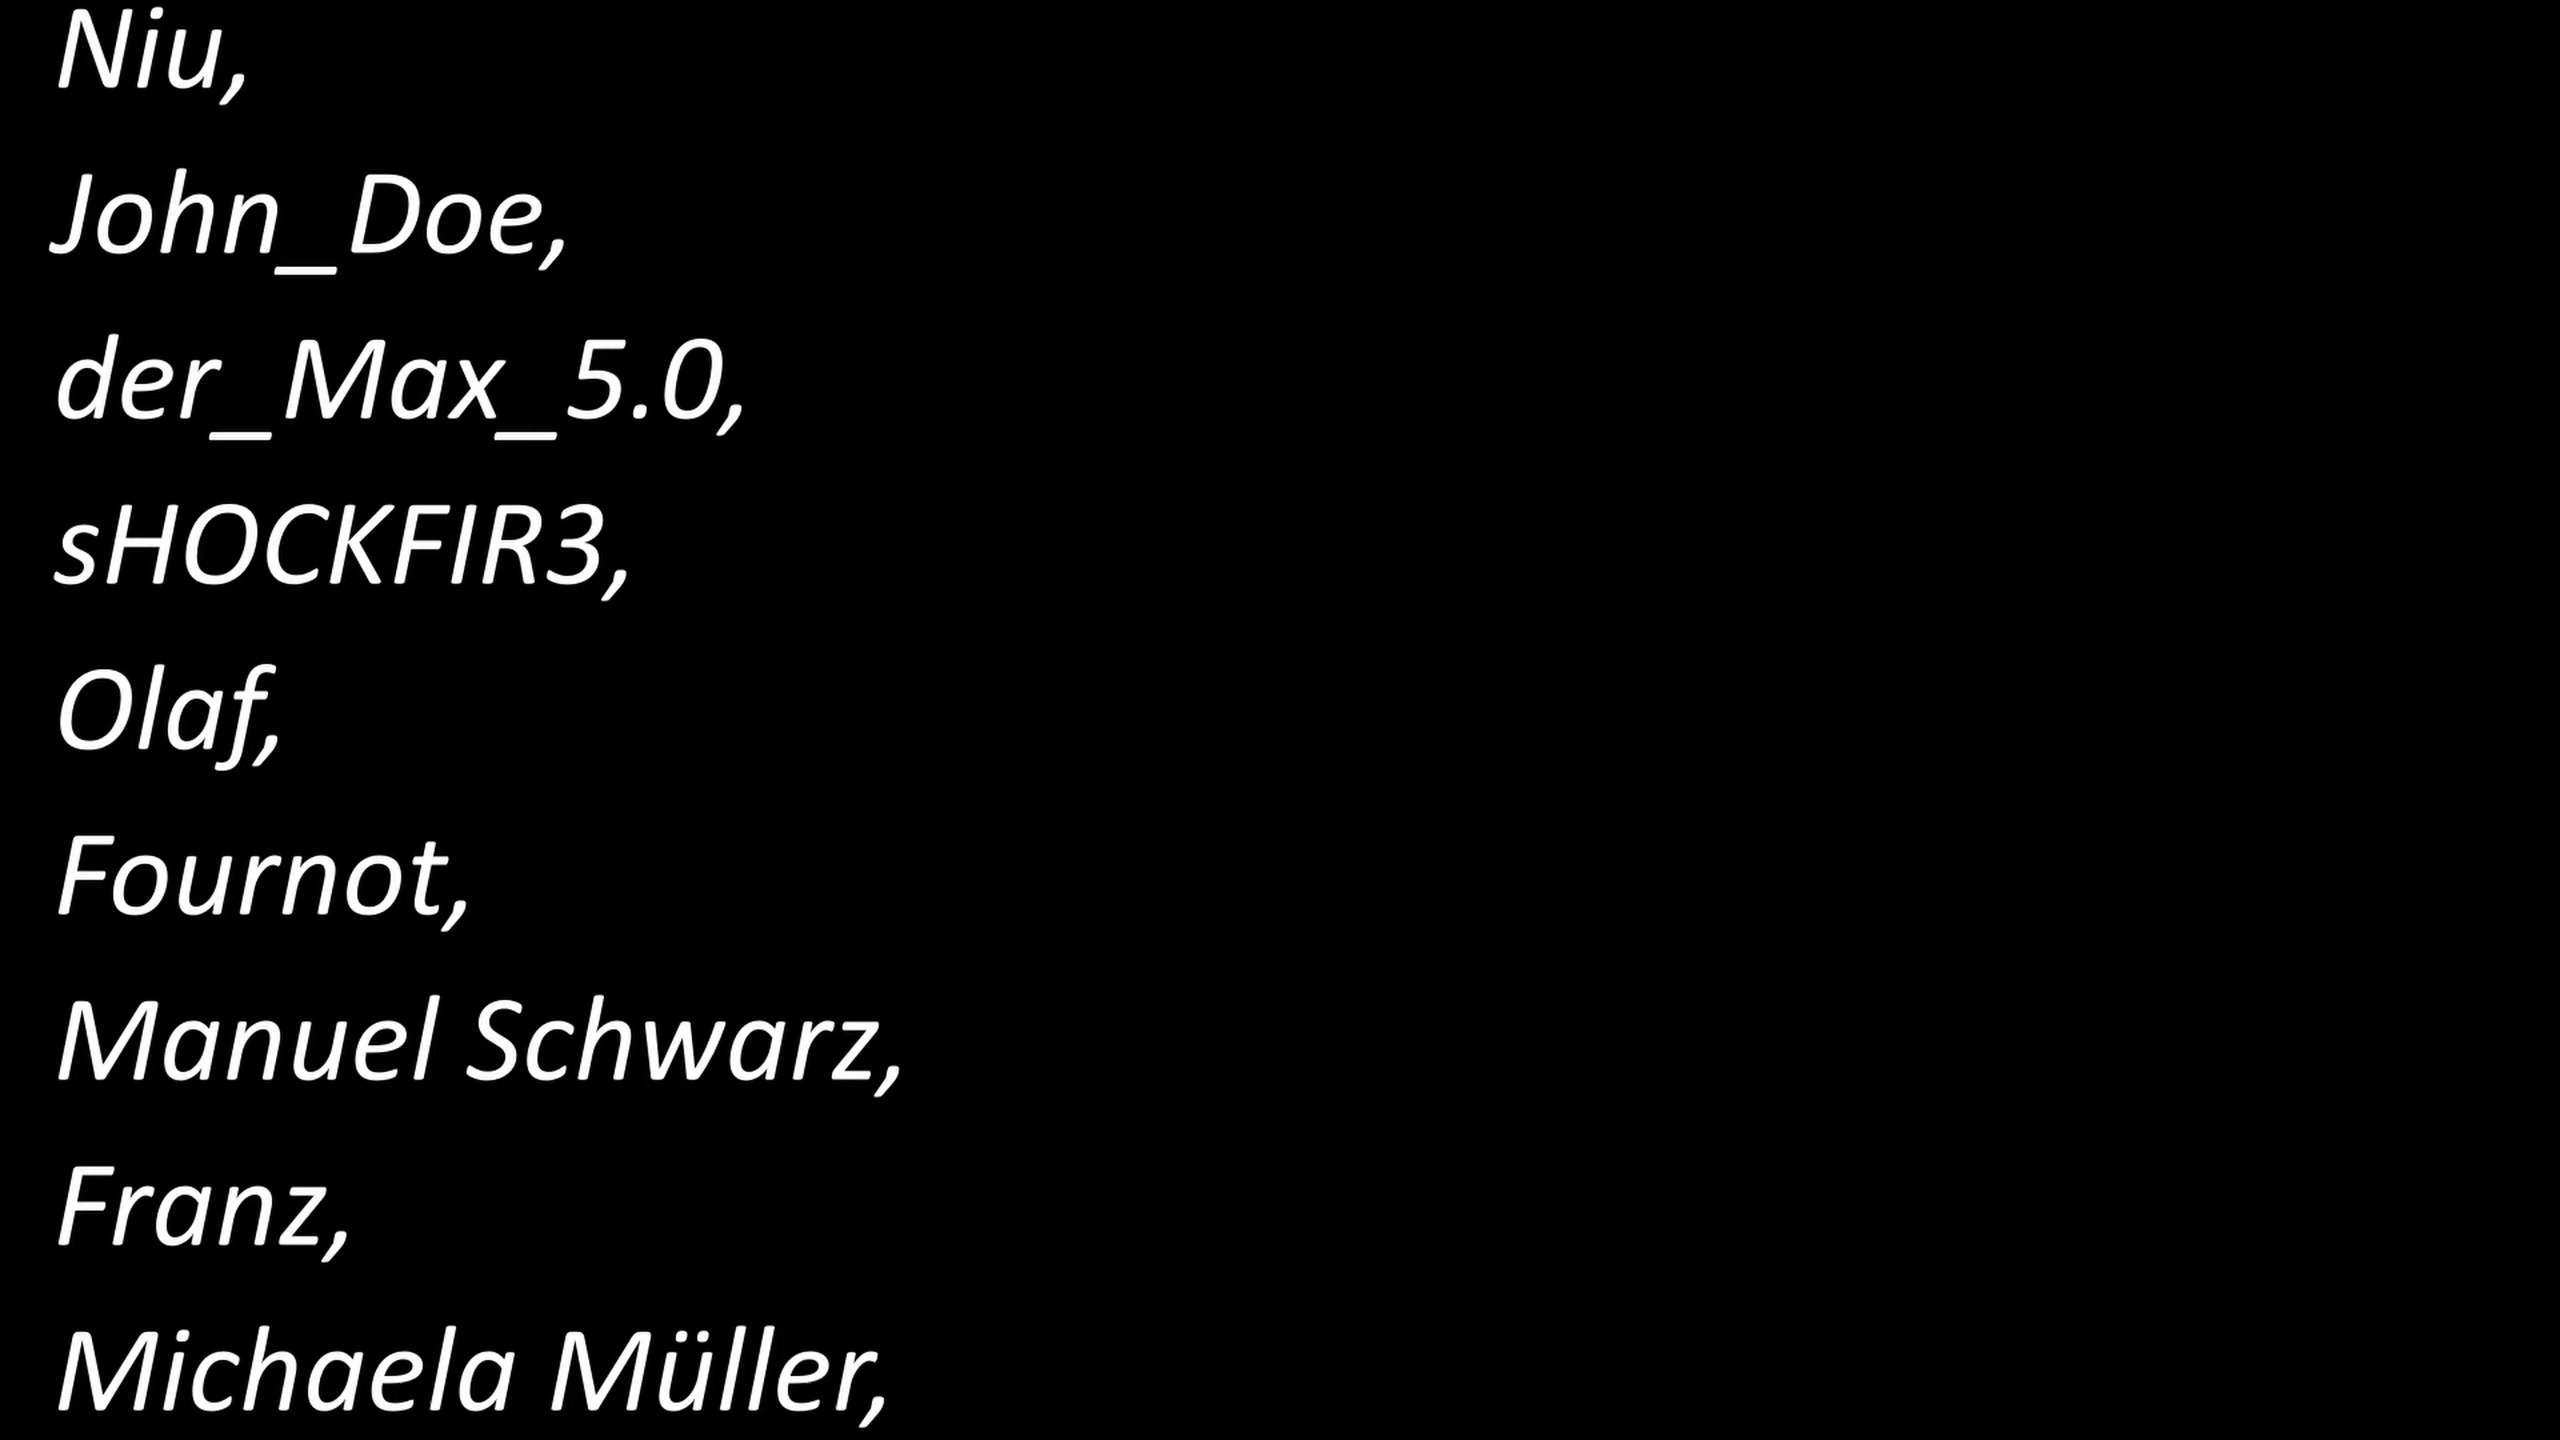 Niu,
John_Doe,
der_Max_5.0,
sHOCKFIR3,
Olaf,
Fournot,
Manuel Schwarz,
Franz,
Michaela Müller,